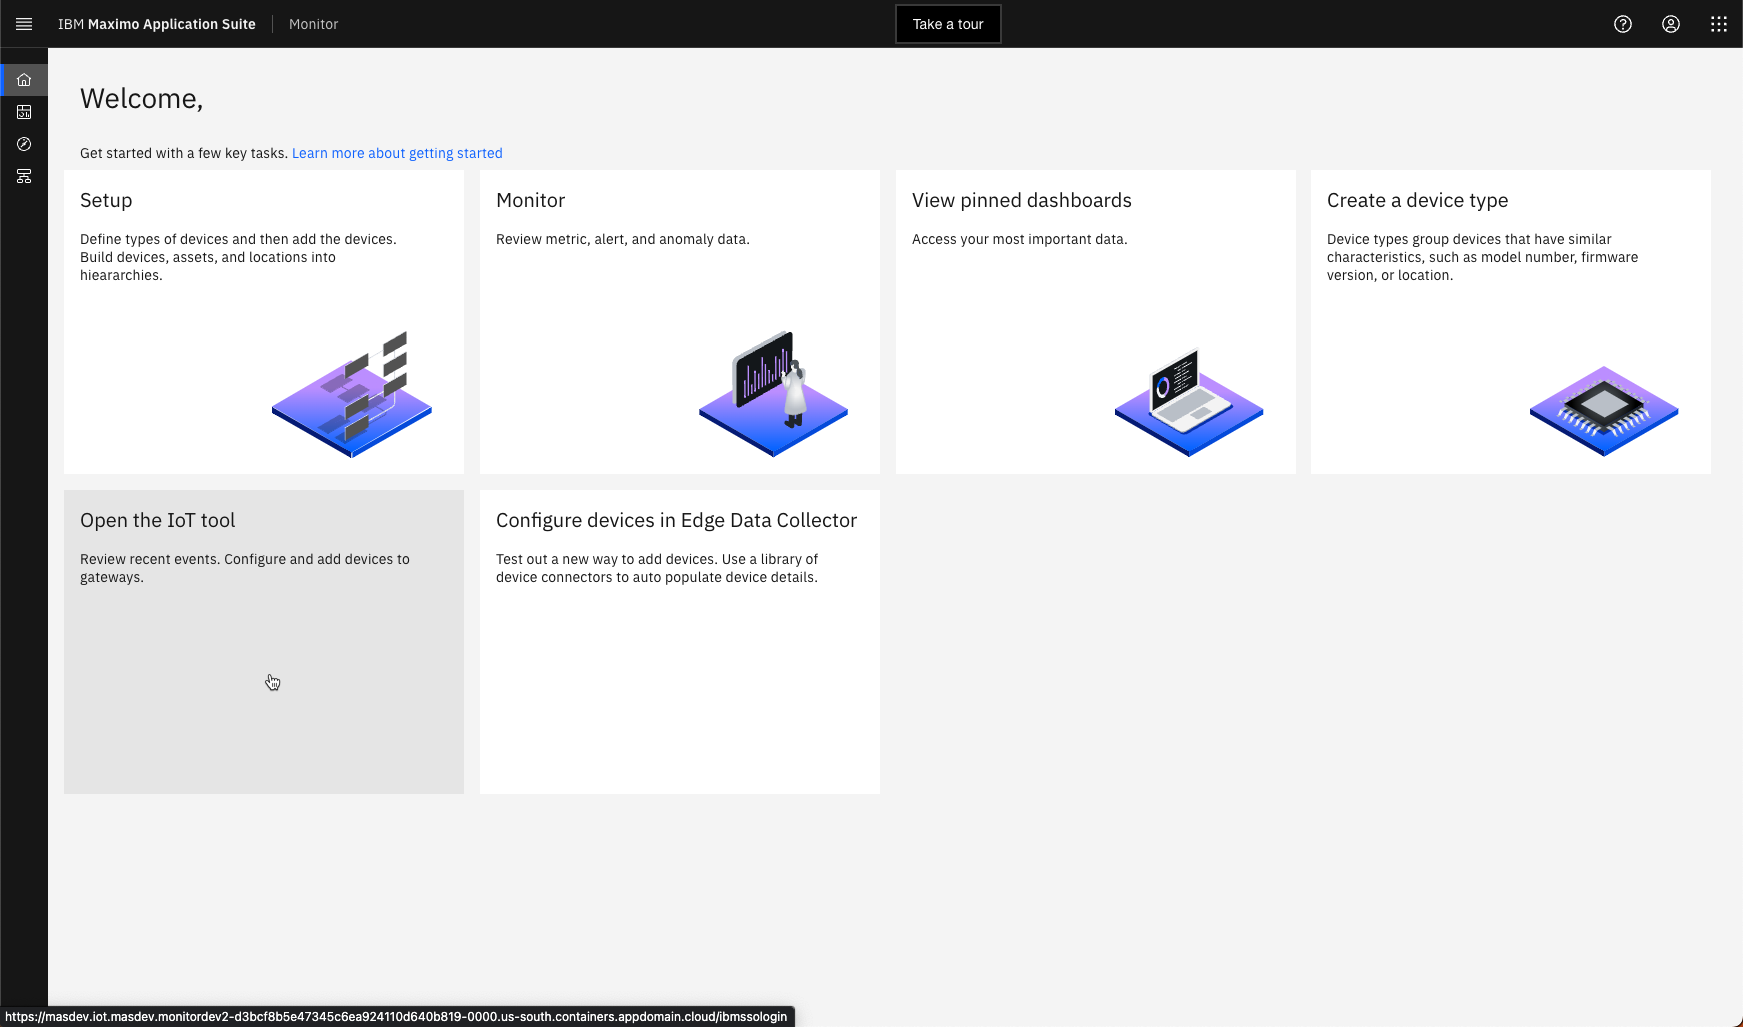 IBM Maximo Application Suite
Monitor
Take a tour
Welcome,
Get started with a few key tasks. Learn more about getting started
Setup
Define types of devices and then add the devices.
Build devices, assets, and locations into
hieararchies.
Monitor
Review metric, alert, and anomaly data.
View pinned dashboards
Access your most important data.
Create a device type
Device types group devices that have similar
characteristics, such as model number, firmware
version, or location.
Open the IoT tool
Review recent events. Configure and add devices to
gateways.
Configure devices in Edge Data Collector
Test out a new way to add devices. Use a library of
device connectors to auto populate device details.
https://masdev.iot.masdev.monitordev2-d3bcf8b5e47345c6ea924110d640b819-0000.us-south.containers.appdomain.cloud/ibmssologin